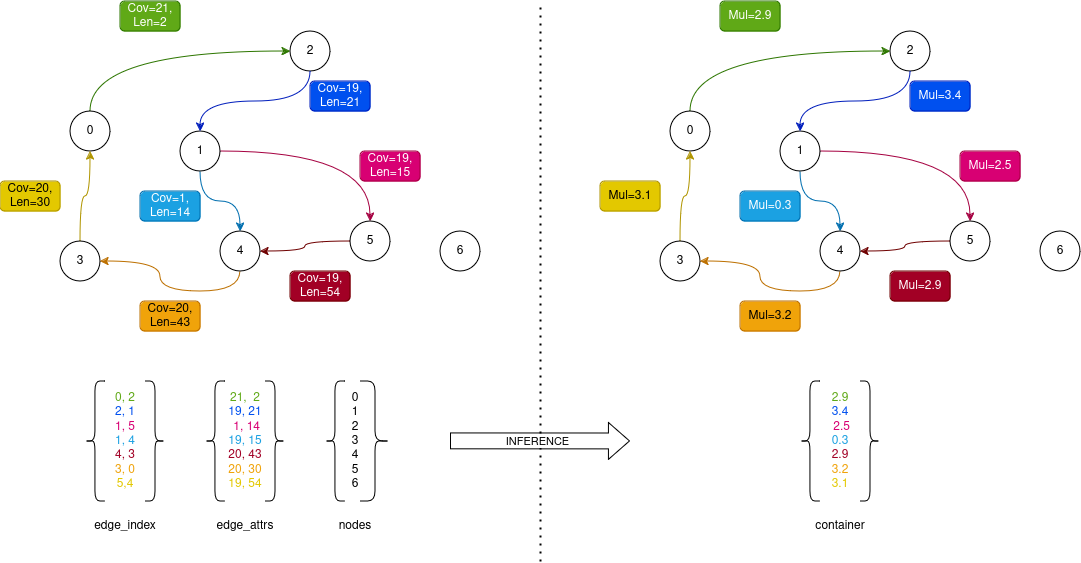 Cov=21,
Len=2
2
Cov=19,
Len=21
0
1
Cov=19,
Len=15
Cov=20,
Len=30
Cov=1,
Len=14
3
4
5
6
Cov=19,
Len=54
Cov=20,
Len=43
Mul=2.9
2
Mul=3.4
0
1
Mul=2.5
Mul=3.1
Mul=0.3
3
4
5
6
Mul=2.9
Mul=3.2
0, 2
2, 1
1, 5
1, 4
4, 3
3, 0
5,4
edge_index
21, 2
19, 21
1, 14
19, 15
20, 43
20, 30
19, 54
edge_attrs
0
1
2
3
4
5
6
nodes
INFERENCE
2.9
3.4
2.5
0.3
2.9
3.2
3.1
container